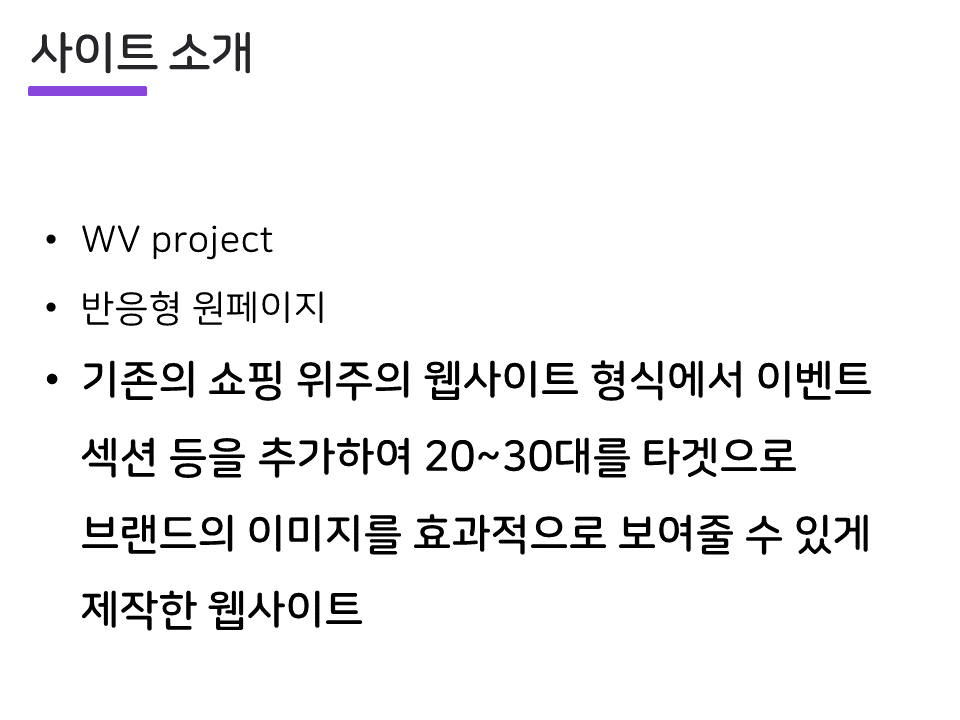 사이트 소개
• WV project
• 반응형 원페이지
• 기존의 쇼핑 위주의 웹사이트 형식에서 이벤트
섹션 등을 추가하여 20~30대를 타겟으로
브랜드의 이미지를 효과적으로 보여줄 수 있게
제작한 웹사이트